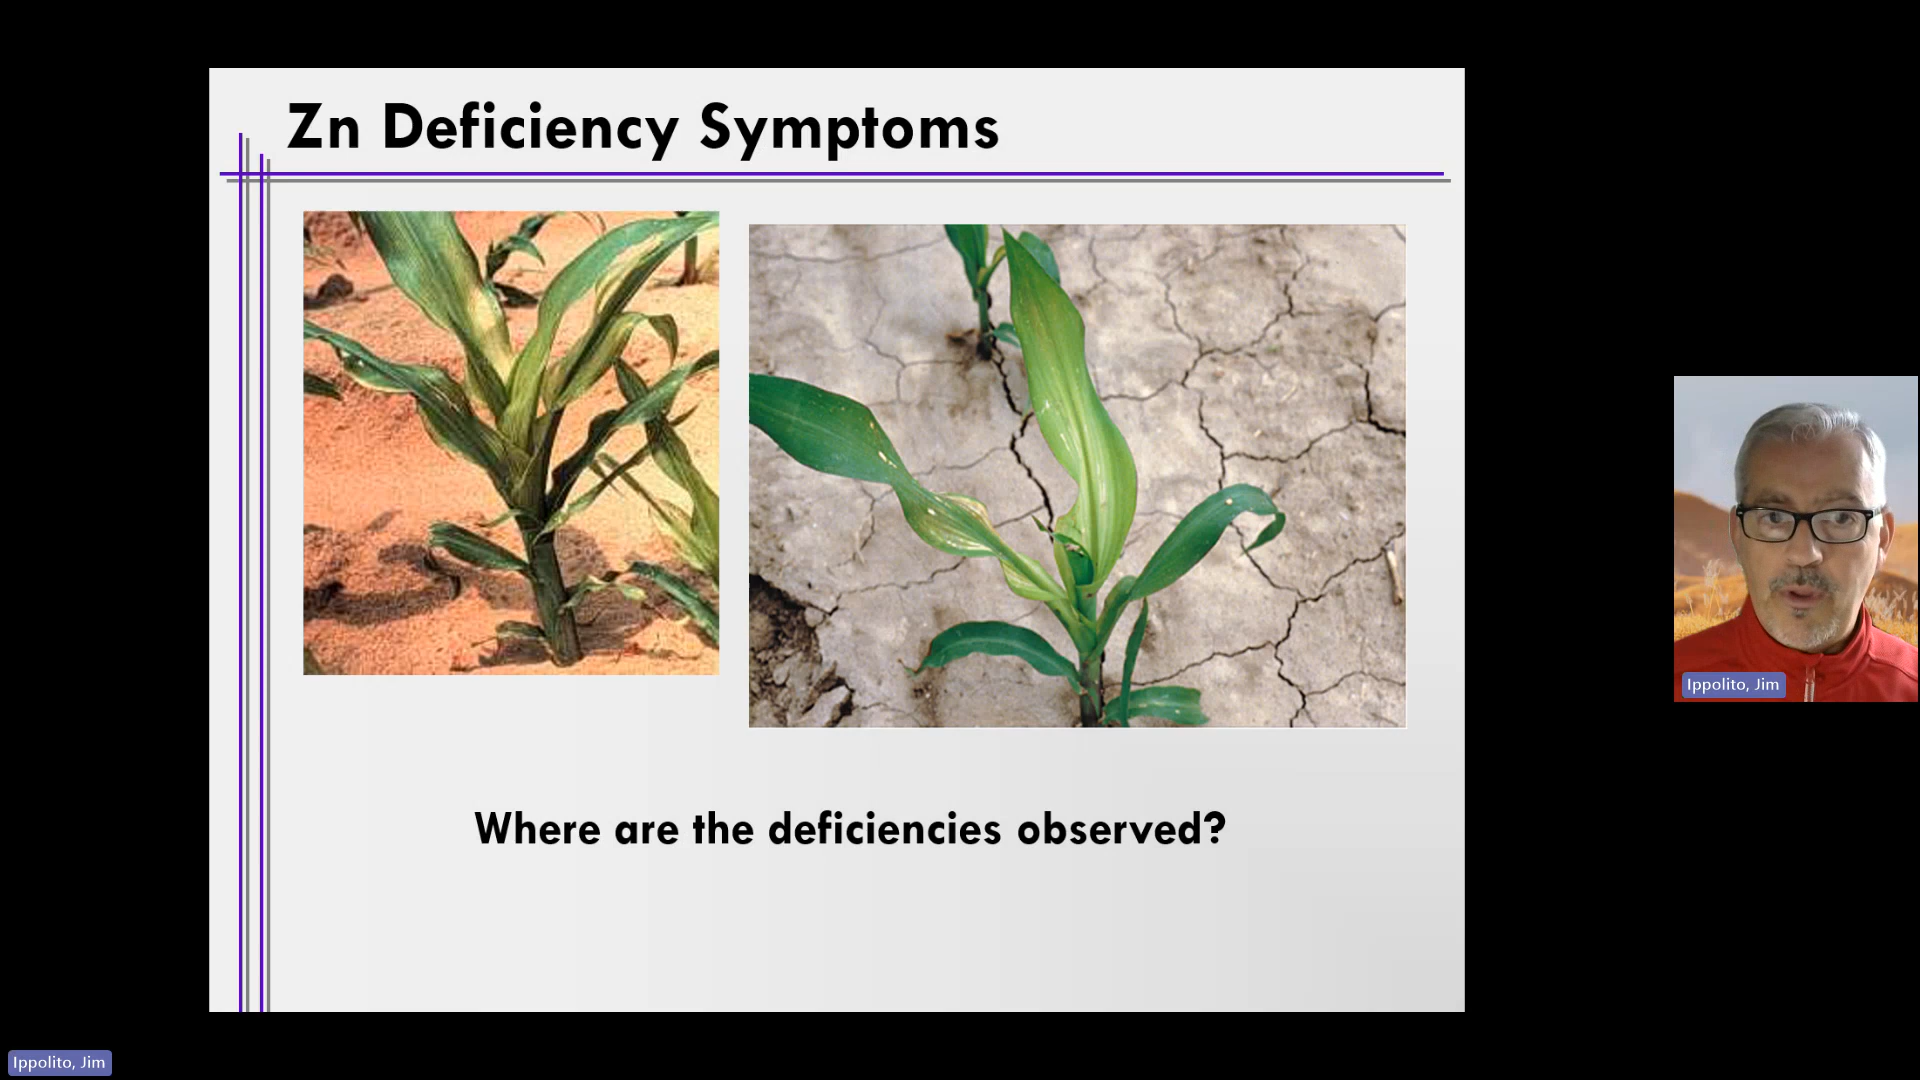 Zn Deficiency Symptoms
Where are the deficiencies observed?
Ippolito, Jim
Ippolito, Jim